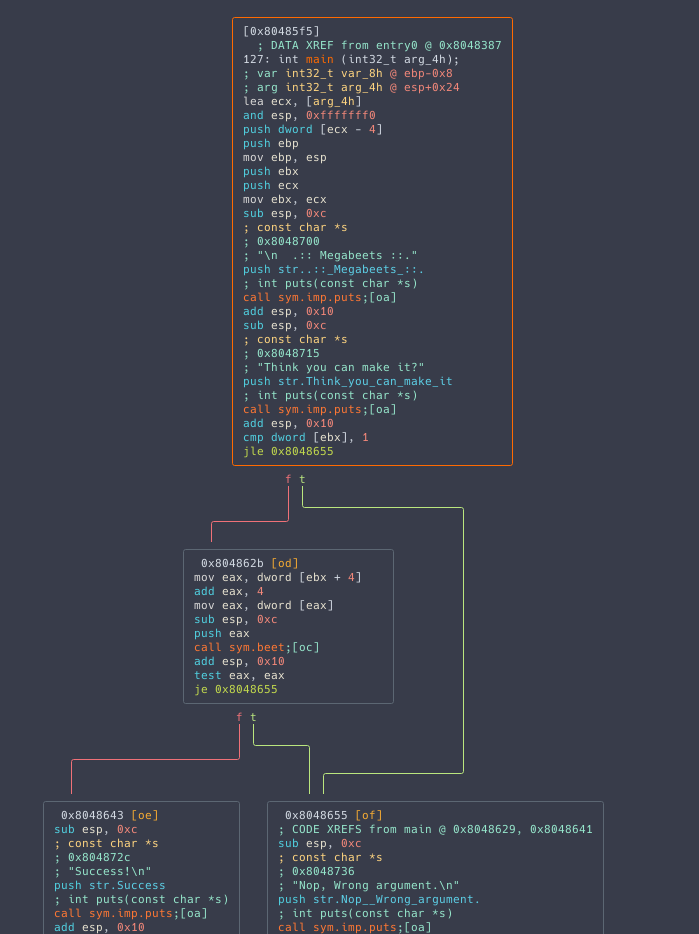 [0x80485f5]
; DATA XREF from entry0 @ 0x8048387
127: int main (int32_t arg_4h);
; var int32_t var_8h @ ebp-0x8
; arg int32_t arg_4h @ esp+0x24
lea ecx, [arg_4h]
and esp, 0xfffffff0
push dword [ecx - 4]
push ebp
mov ebp, esp
push ebx
push ecx
mov ebx, ecx
sub esp, 0xc
; const char *s
; 0x8048700
; "\n  .:: Megabeets ::."
push str..::_Megabeets_::.
; int puts(const char *s)
call sym.imp.puts;[oa]
add esp, 0x10
sub esp, 0xc
; const char *s
; 0x8048715
; "Think you can make it?"
push str.Think_you_can_make_it
; int puts(const char *s)
call sym.imp.puts;[oa]
add esp, 0x10
cmp dword [ebx], 1
jle 0x8048655
f t
0x804862b [od]
mov eax, dword [ebx + 4]
add eax, 4
mov eax, dword [eax]
sub esp, 0xc
push eax
call sym.beet;[oc]
add esp, 0x10
test eax, eax
je 0x8048655
f t
0x8048643 [oe]
sub esp, 0xc
; const char *s
; 0x804872c
; "Success!\n"
push str.Success
; int puts(const char *s)
call sym.imp.puts;[oa]
add esp, 0x10
0x8048655 [of]
; CODE XREFS from main @ 0x8048629, 0x8048641
sub esp, 0xc
; const char *s
; 0x8048736
; "Nop, Wrong argument.\n"
push str.Nop__Wrong_argument.
; int puts(const char *s)
call sym.imp.puts;[oa]